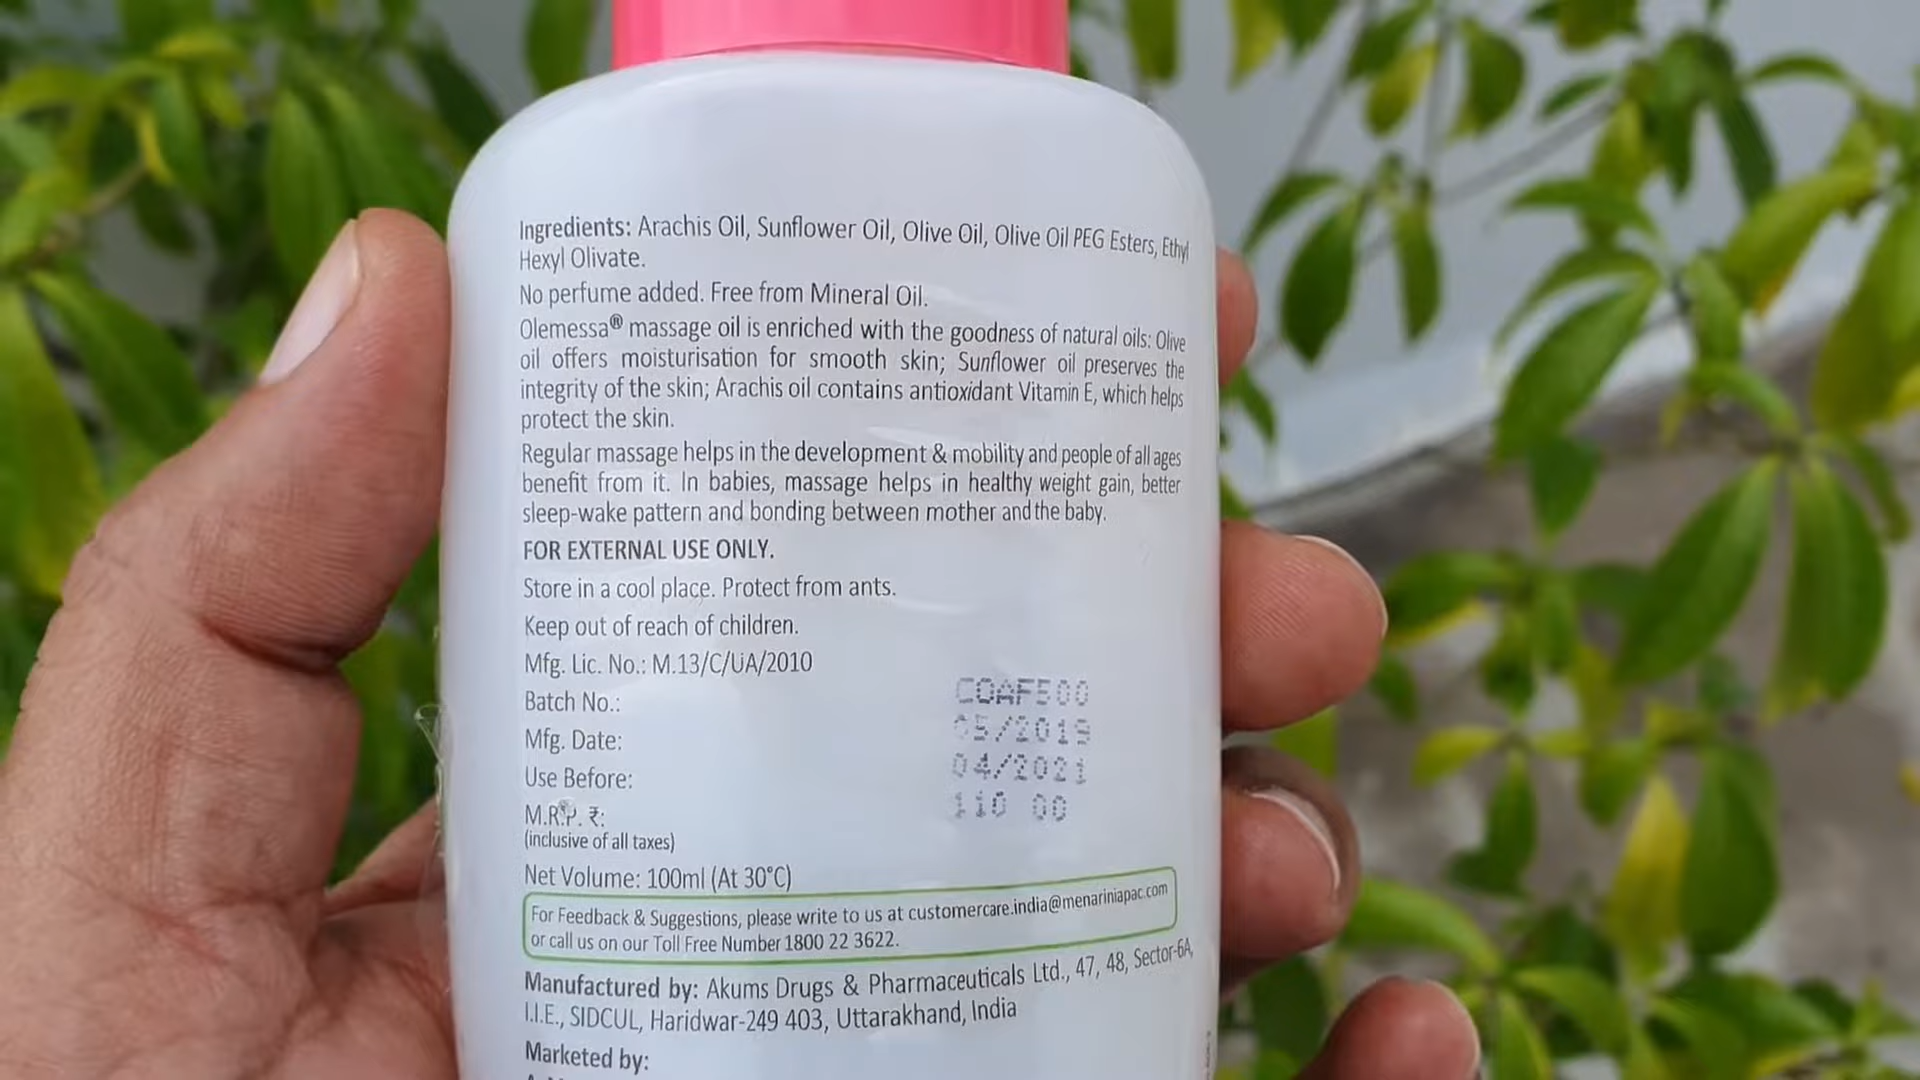 Ingredients: Arachis Oil, Sunflower Oil, Olive Oil, Olive Oil PEG Esters, Ethyl
Hexyl Olivate.
No perfume added. Free from Mineral Oil.
Olemessa® massage oil is enriched with the goodness of natural oils: Olive
oil offers moisturisation for smooth skin; Sunflower oil preserves the
integrity of the skin; Arachis oil contains antioxidant Vitamin E, which helps
protect the skin.
Regular massage helps in the development & mobility and people of all ages
benefit from it. In babies, massage helps in healthy weight gain, better
sleep-wake pattern and bonding between mother and the baby.
FOR EXTERNAL USE ONLY.
Store in a cool place. Protect from ants.
Keep out of reach of children.
Mfg. Lic. No.: M.13/C/UA/2010
Batch No.: COAF500
Mfg. Date: 05/2019
Use Before: 04/2021
M.R.P. ₹: 110 00
(inclusive of all taxes)
Net Volume: 100ml (At 30°C)
For Feedback & Suggestions, please write to us at customercare.india@menariniapac.com
or call us on our Toll Free Number 1800 22 3622.
Manufactured by: Akums Drugs & Pharmaceuticals Ltd., 47, 48, Sector-6A,
I.I.E., SIDCUL, Haridwar-249 403, Uttarakhand, India
Marketed by: